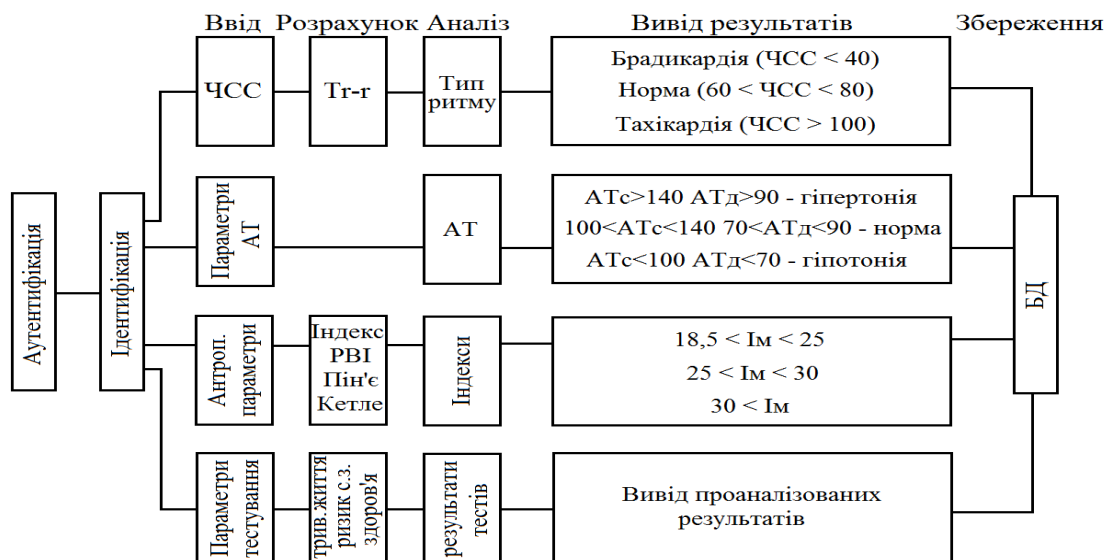 Ввід Розрахунок Аналіз Вивід результатів Збереження
Аутентифікація
Ідентифікація
ЧСС
Tr-r
Тип
ритму
Брадикардія (ЧСС < 40)
Норма (60 < ЧСС < 80)
Тахікардія (ЧСС > 100)
Параметри
АТ
АТ
АТс>140 АТд>90 - гіпертонія
100<АТс<140 70<АТд<90 - норма
АТс<100 АТд<70 - гіпотонія
Антроп.
параметри
Індекс
РВІ
Пін'є
Кетле
Індекси
18,5 < Ім < 25
25 < Ім < 30
30 < Ім
Параметри
тестування
трив.життя
ризик с.з.
здоров'я
результати
тестів
Вивід проаналізованих
результатів
БД